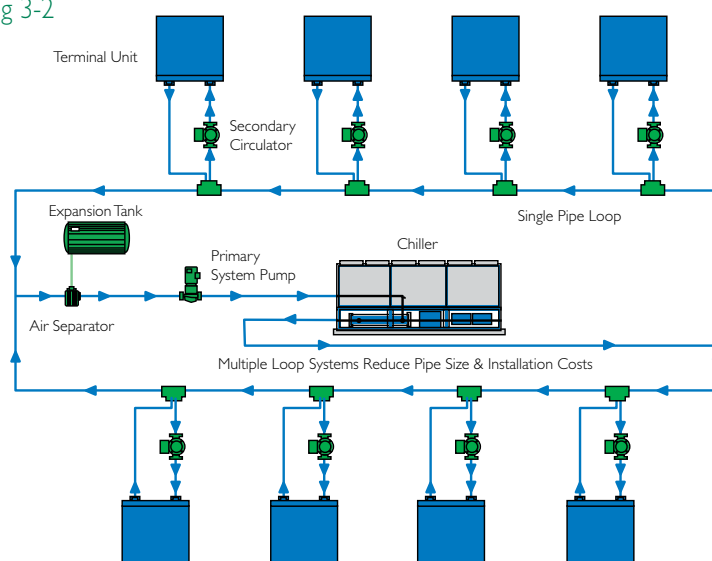 g 3-2
Terminal Unit
Secondary
Circulator
Single Pipe Loop
Expansion Tank
Primary
System Pump
Chiller
Air Separator
Multiple Loop Systems Reduce Pipe Size & Installation Costs